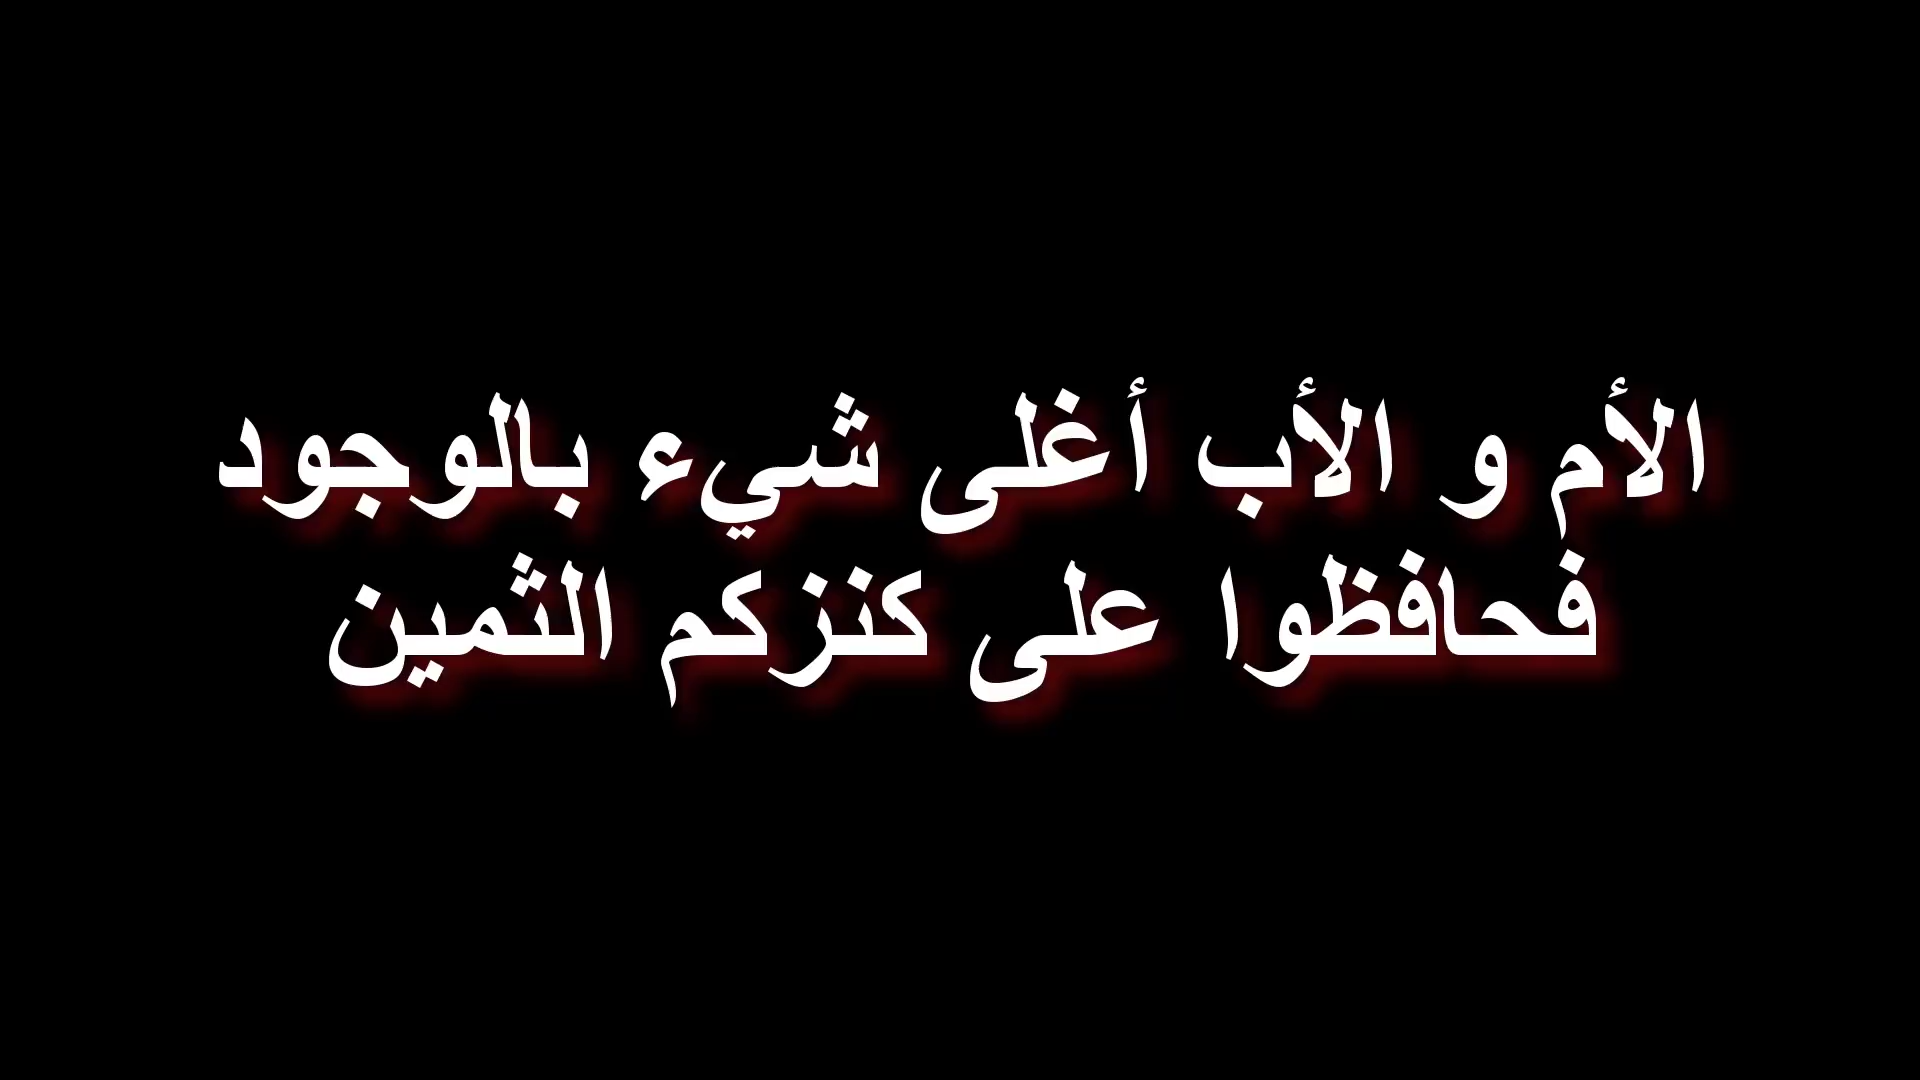 الأم و الأب أغلى شيء بالوجود
فحافظوا على كنزكم الثمين